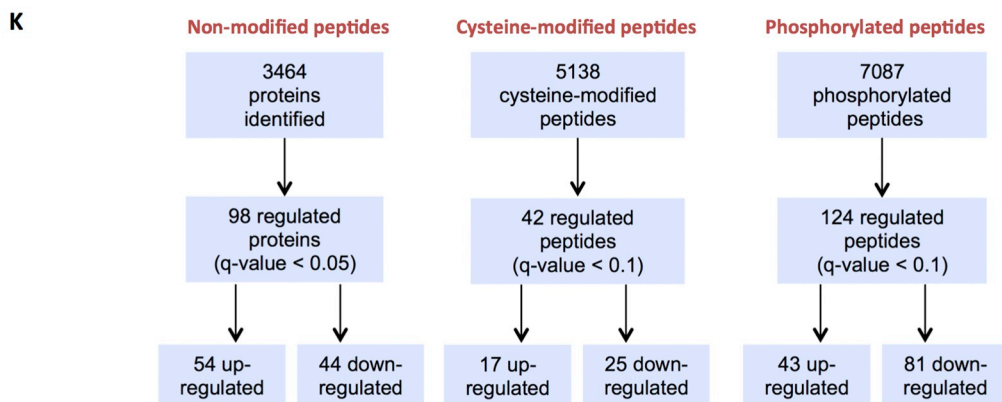 K
Non-modified peptides
3464
proteins
identified
98 regulated
proteins
(q-value < 0.05)
54 up-
regulated
44 down-
regulated
Cysteine-modified peptides
5138
cysteine-modified
peptides
42 regulated
peptides
(q-value < 0.1)
17 up-
regulated
25 down-
regulated
Phosphorylated peptides
7087
phosphorylated
peptides
124 regulated
peptides
(q-value < 0.1)
43 up-
regulated
81 down-
regulated